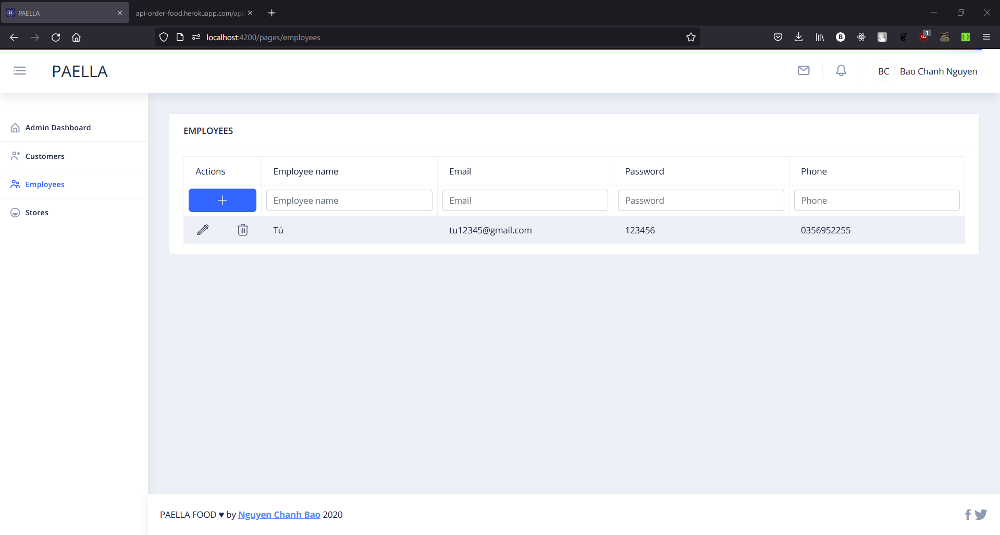 PAELLA
api-order-food.herokuapp.com/api/
localhost:4200/pages/employees
1
PAELLA
BC Bao Chanh Nguyen
Admin Dashboard
Customers
Employees
Stores
EMPLOYEES
Actions Employee name Email Password Phone
Employee name Email Password Phone
Tú tu12345@gmail.com 123456 0356952255
PAELLA FOOD ♥ by Nguyen Chanh Bao 2020